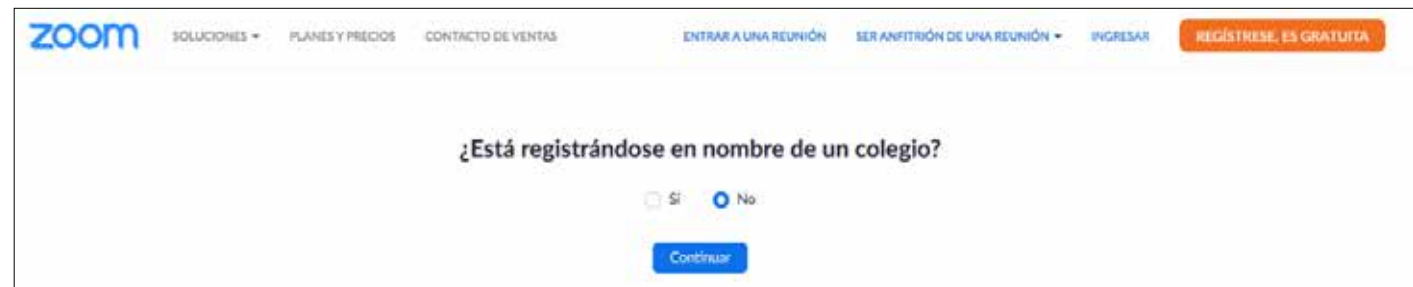 zoom SOLUCIONES PLANES Y PRECIOS CONTACTO DE VENTAS ENTRAR A UNA REUNIÓN SER ANFITRIÓN DE UNA REUNIÓN INGRESAR REGÍSTRESE, ES GRATUITA
¿Está registrándose en nombre de un colegio?
Sí No
Continuar